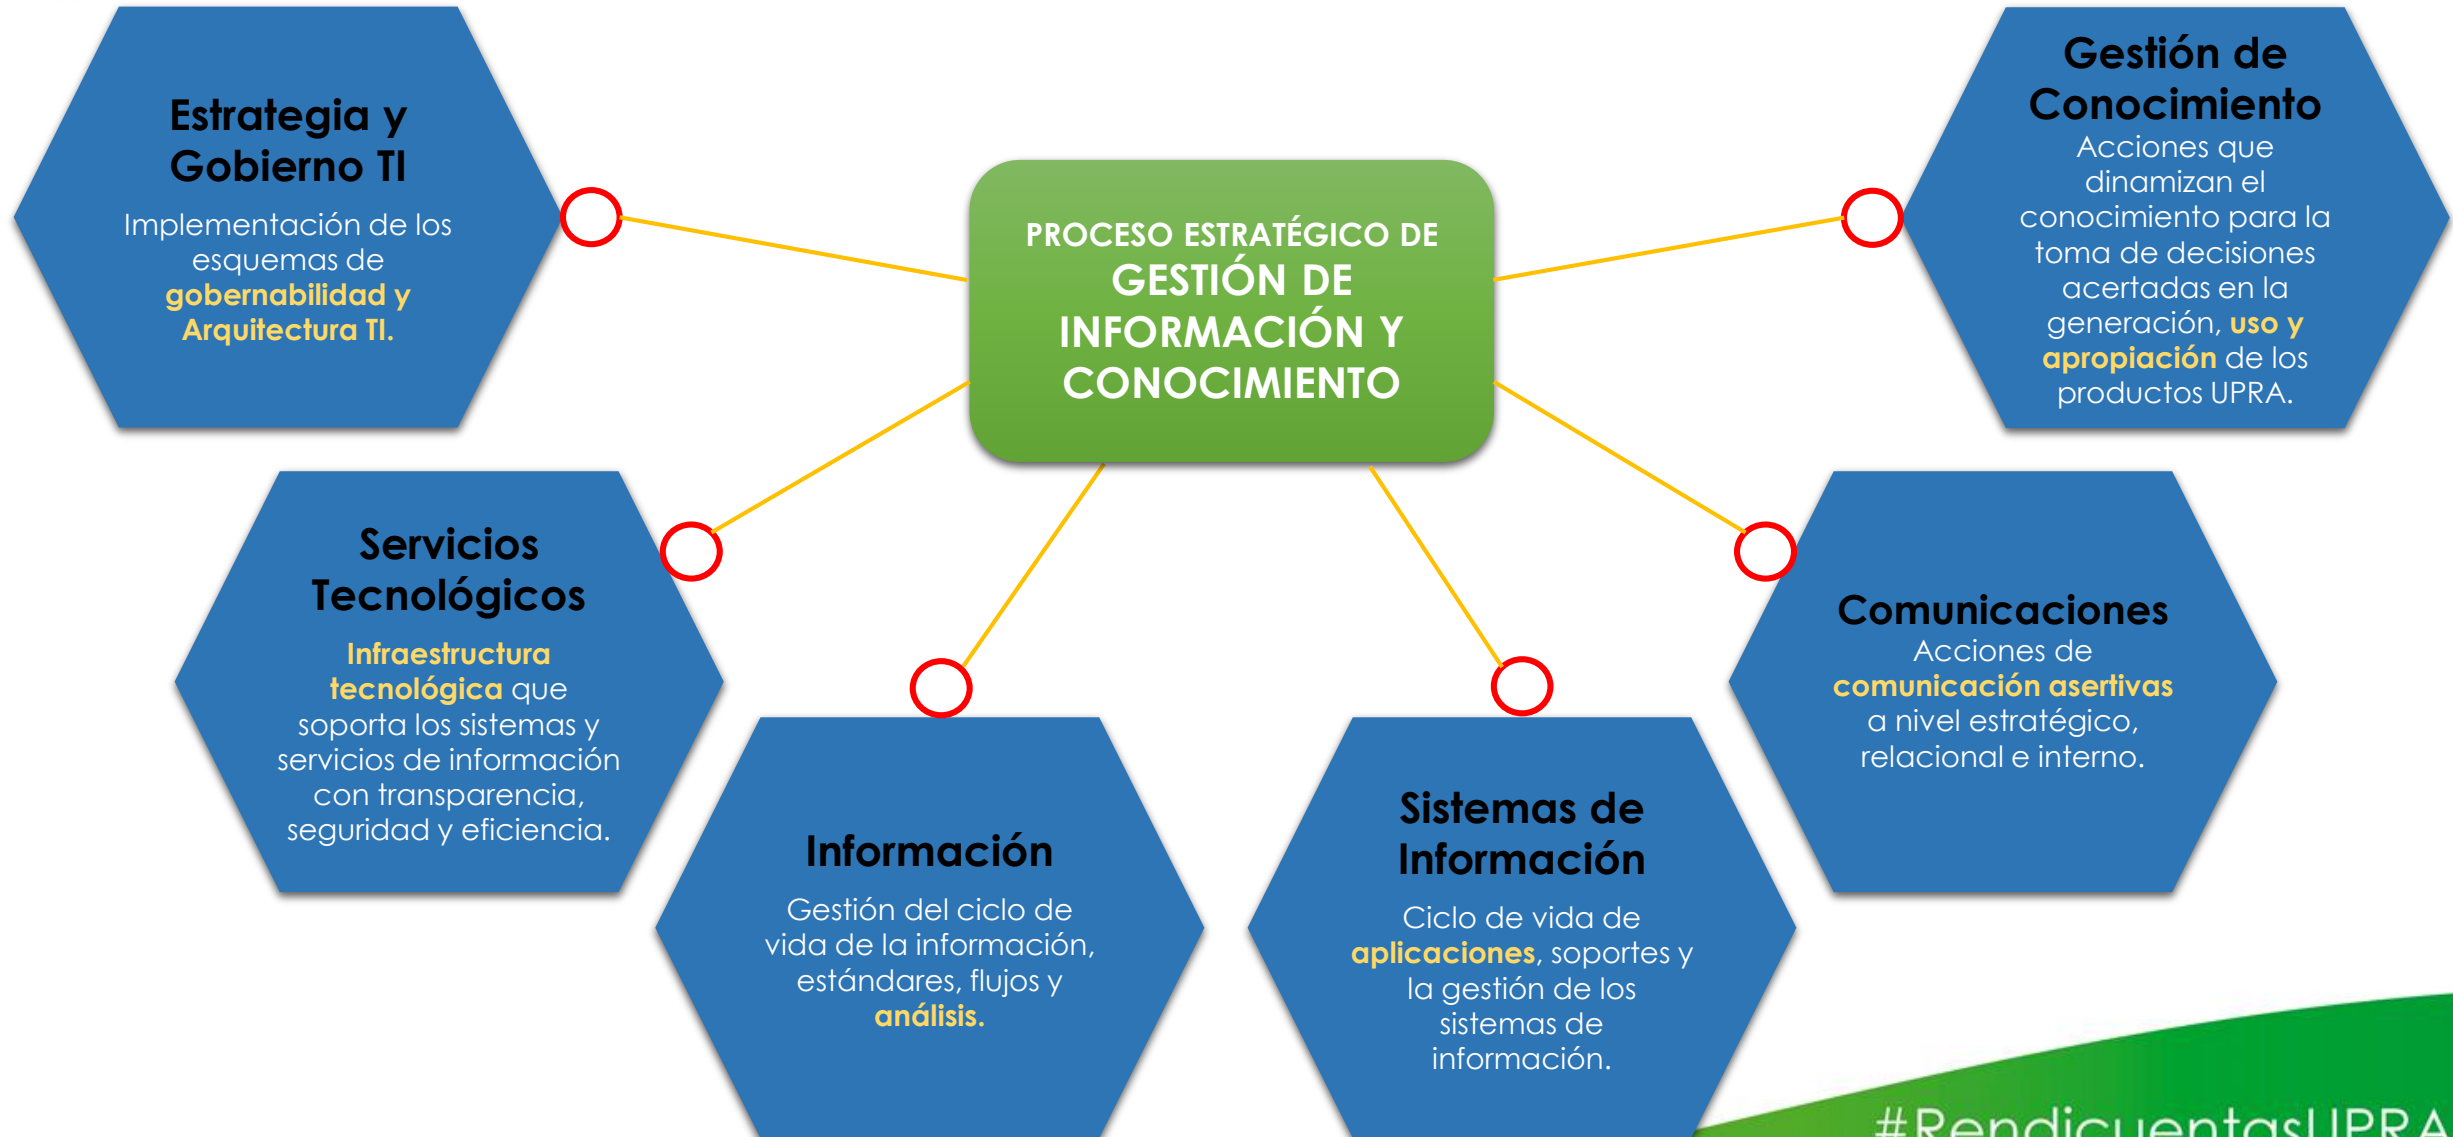 Estrategia y
Gobierno TI
Implementación de los
esquemas de
gobernabilidad y
Arquitectura TI.
PROCESO ESTRATÉGICO DE
GESTIÓN DE
INFORMACIÓN Y
CONOCIMIENTO
Gestión de
Conocimiento
Acciones que
dinamizan el
conocimiento para la
toma de decisiones
acertadas en la
generación, uso y
apropiación de los
productos UPRA.
Servicios
Tecnológicos
Infraestructura
tecnológica que
soporta los sistemas y
servicios de información
con transparencia,
seguridad y eficiencia.
Información
Gestión del ciclo de
vida de la información,
estándares, flujos y
análisis.
Sistemas de
Información
Ciclo de vida de
aplicaciones, soportes y
la gestión de los
sistemas de
información.
Comunicaciones
Acciones de
comunicación asertivas
a nivel estratégico,
relacional e interno.
#RendicuentasUPRA